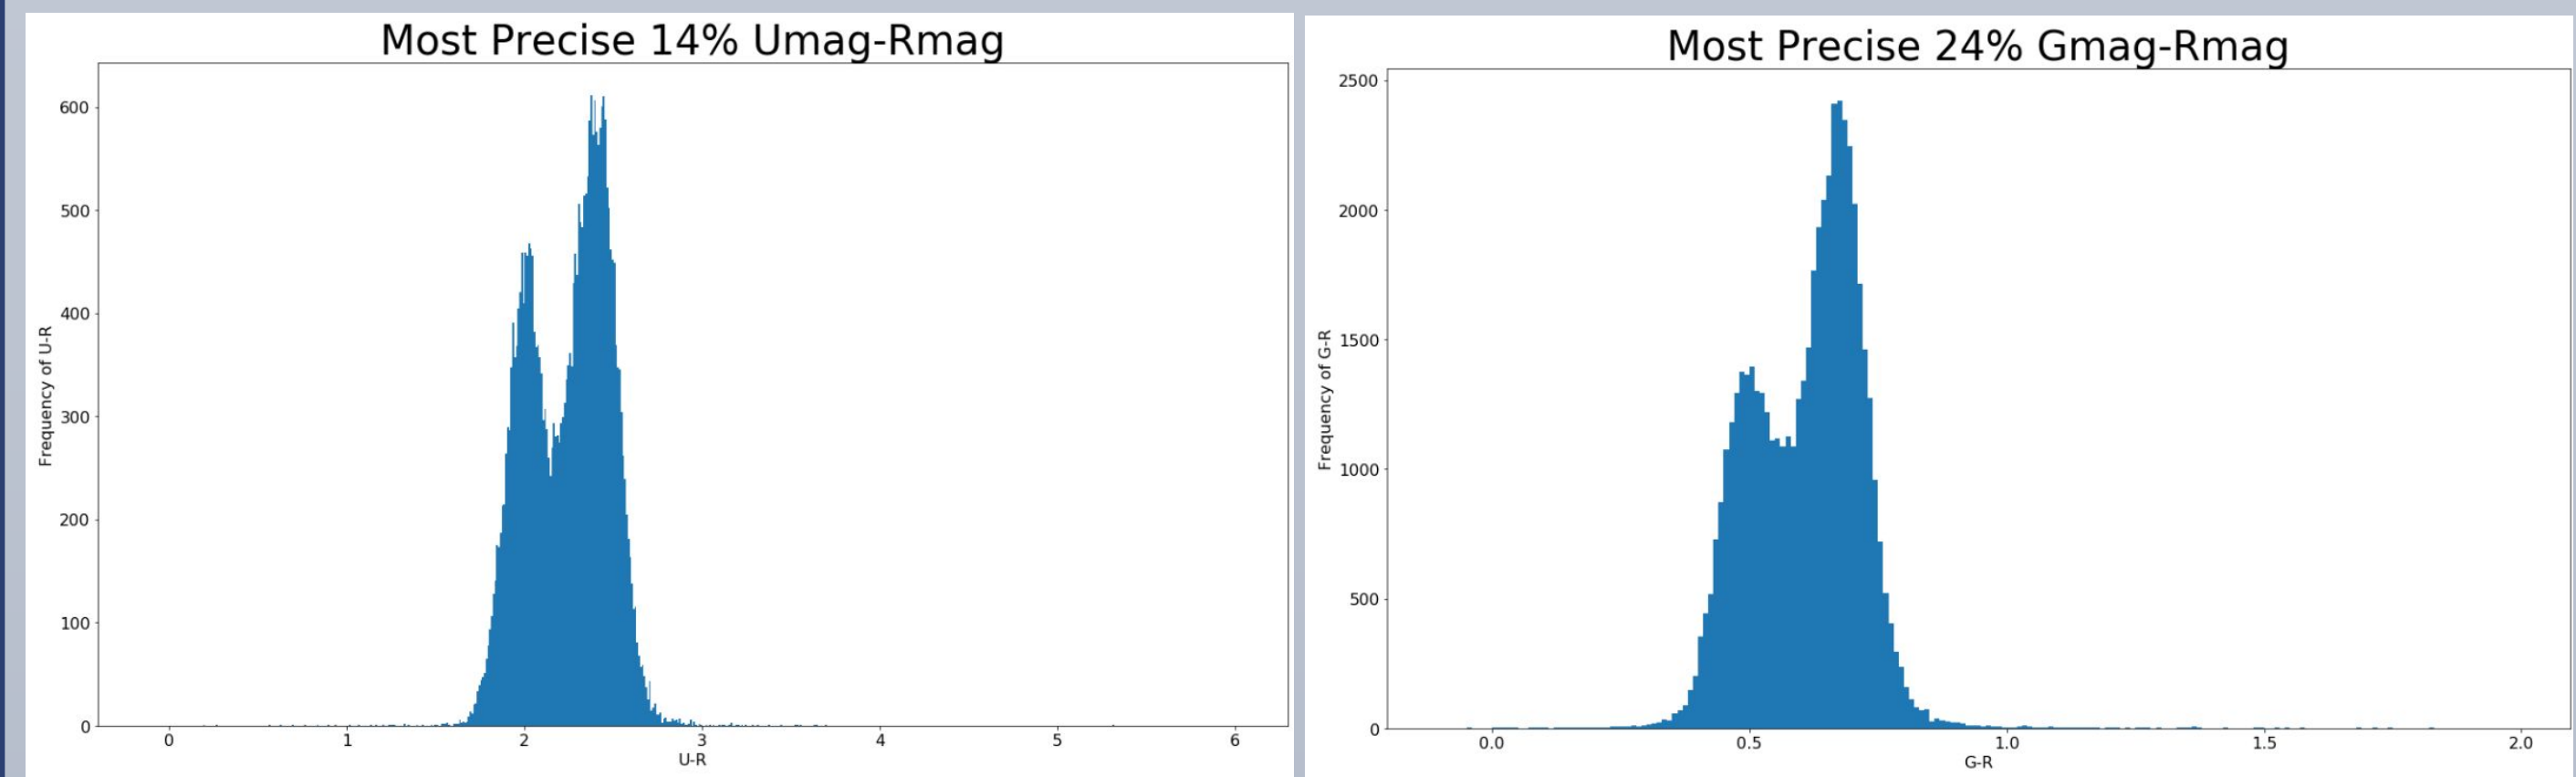 Most Precise 14% Umag-Rmag
600
500
400
300
200
100
0
Frequency of U-R
0 1 2 3 4 5 6
U-R
Most Precise 24% Gmag-Rmag
2500
2000
1500
1000
500
0
Frequency of G-R
0.0 0.5 1.0 1.5 2.0
G-R